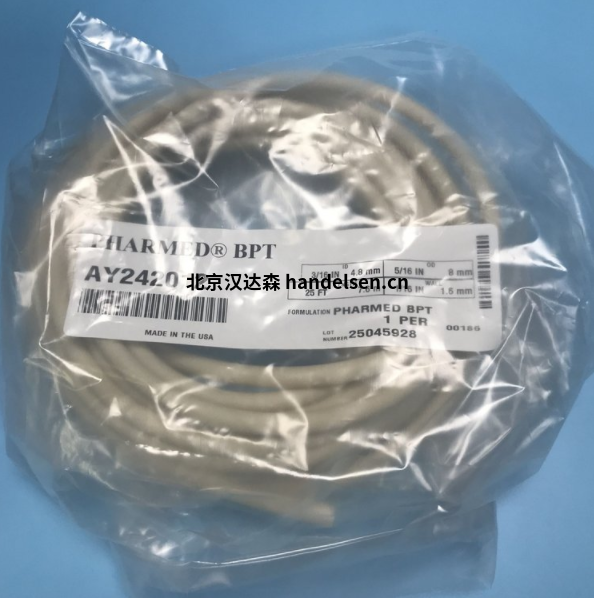 PHARMED® BPT
AY2420
北京汉达森 handelsen.cn
ID
3/16 IN 4.8 mm
OD
5/16 IN 8 mm
25 FT
1.5 mm
FORMULATION PHARMED BPT
1 PER 00186
LOT NUMBER 25045928
MADE IN THE USA